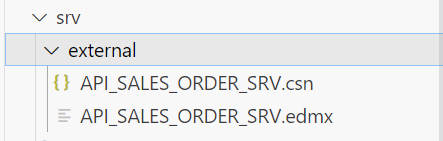 srv
external
{} API_SALES_ORDER_SRV.csn
API_SALES_ORDER_SRV.edmx